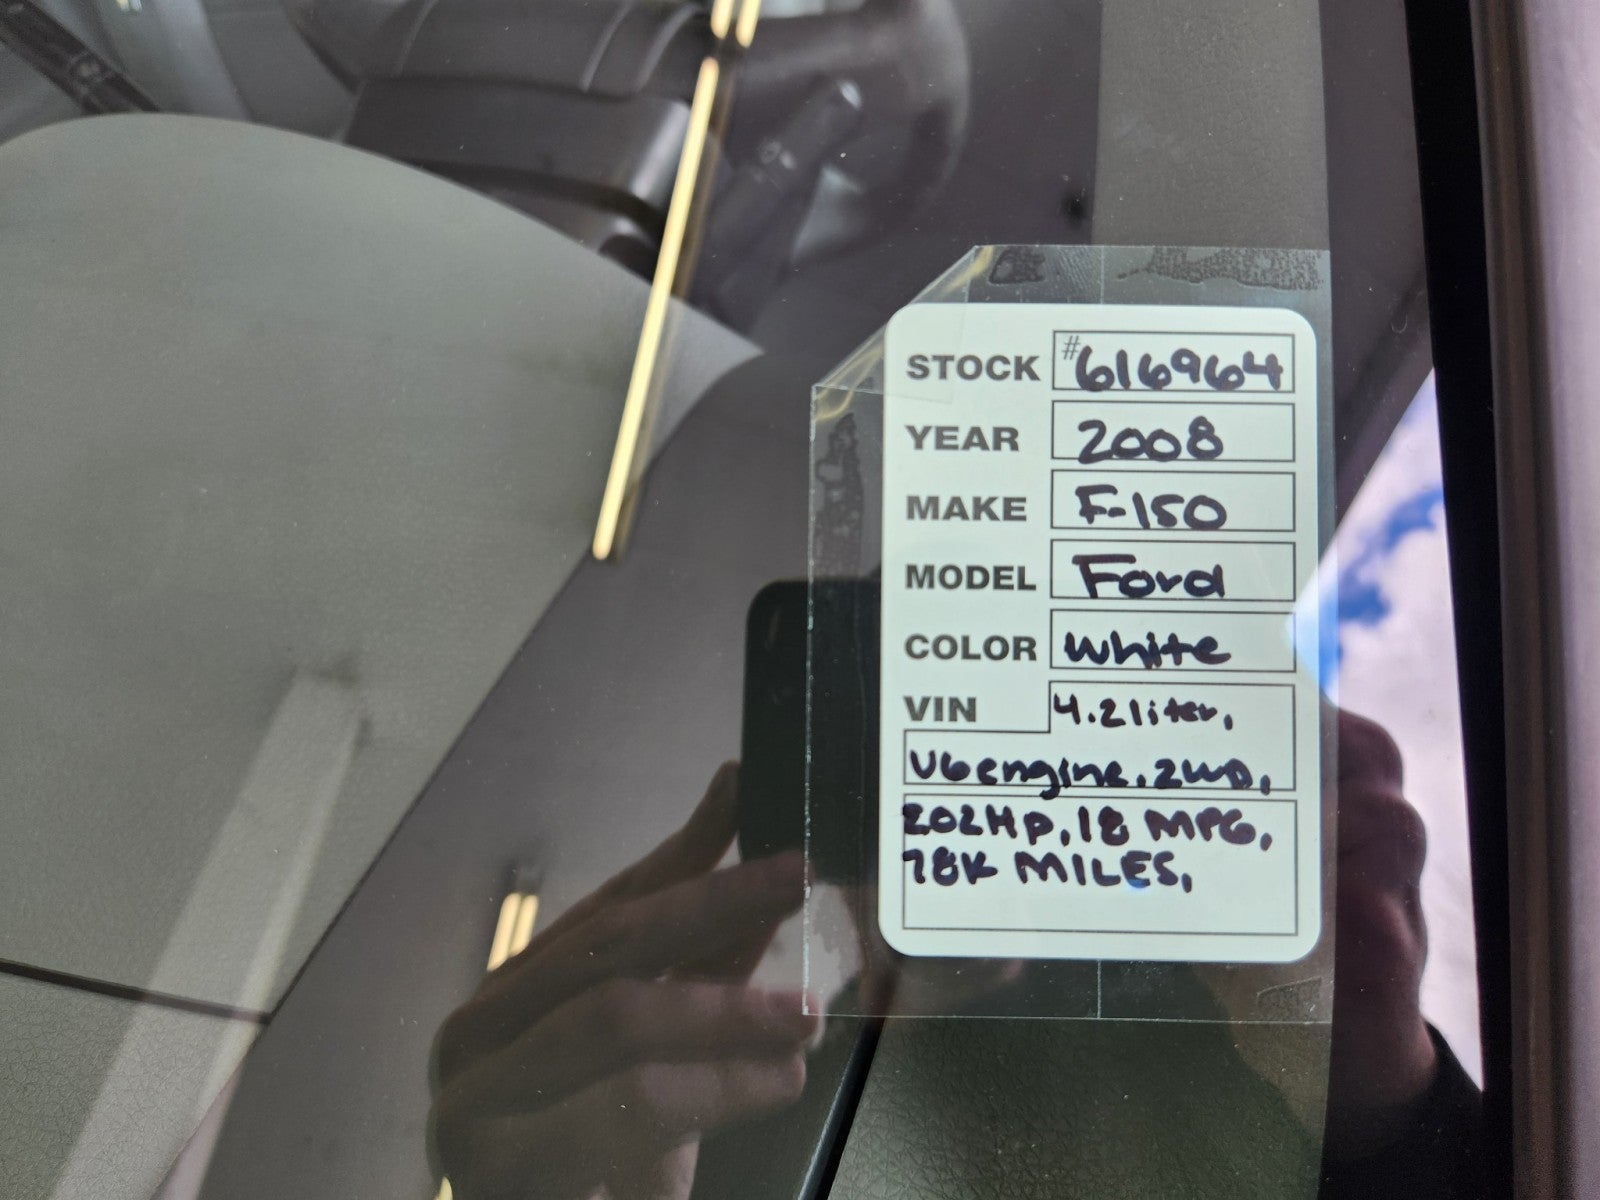 STOCK #616964
YEAR 2008
MAKE F-150
MODEL Ford
COLOR White
VIN 4.2liter,
V6engine, 2WD,
202Hp, 18 MPG,
78K MILES,